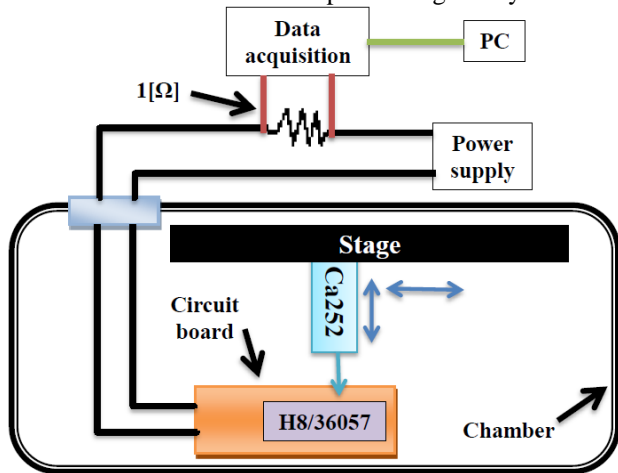 Data
acquisition
PC
1[Ω]
Power
supply
Stage
Ca252
Circuit
board
H8/36057
Chamber